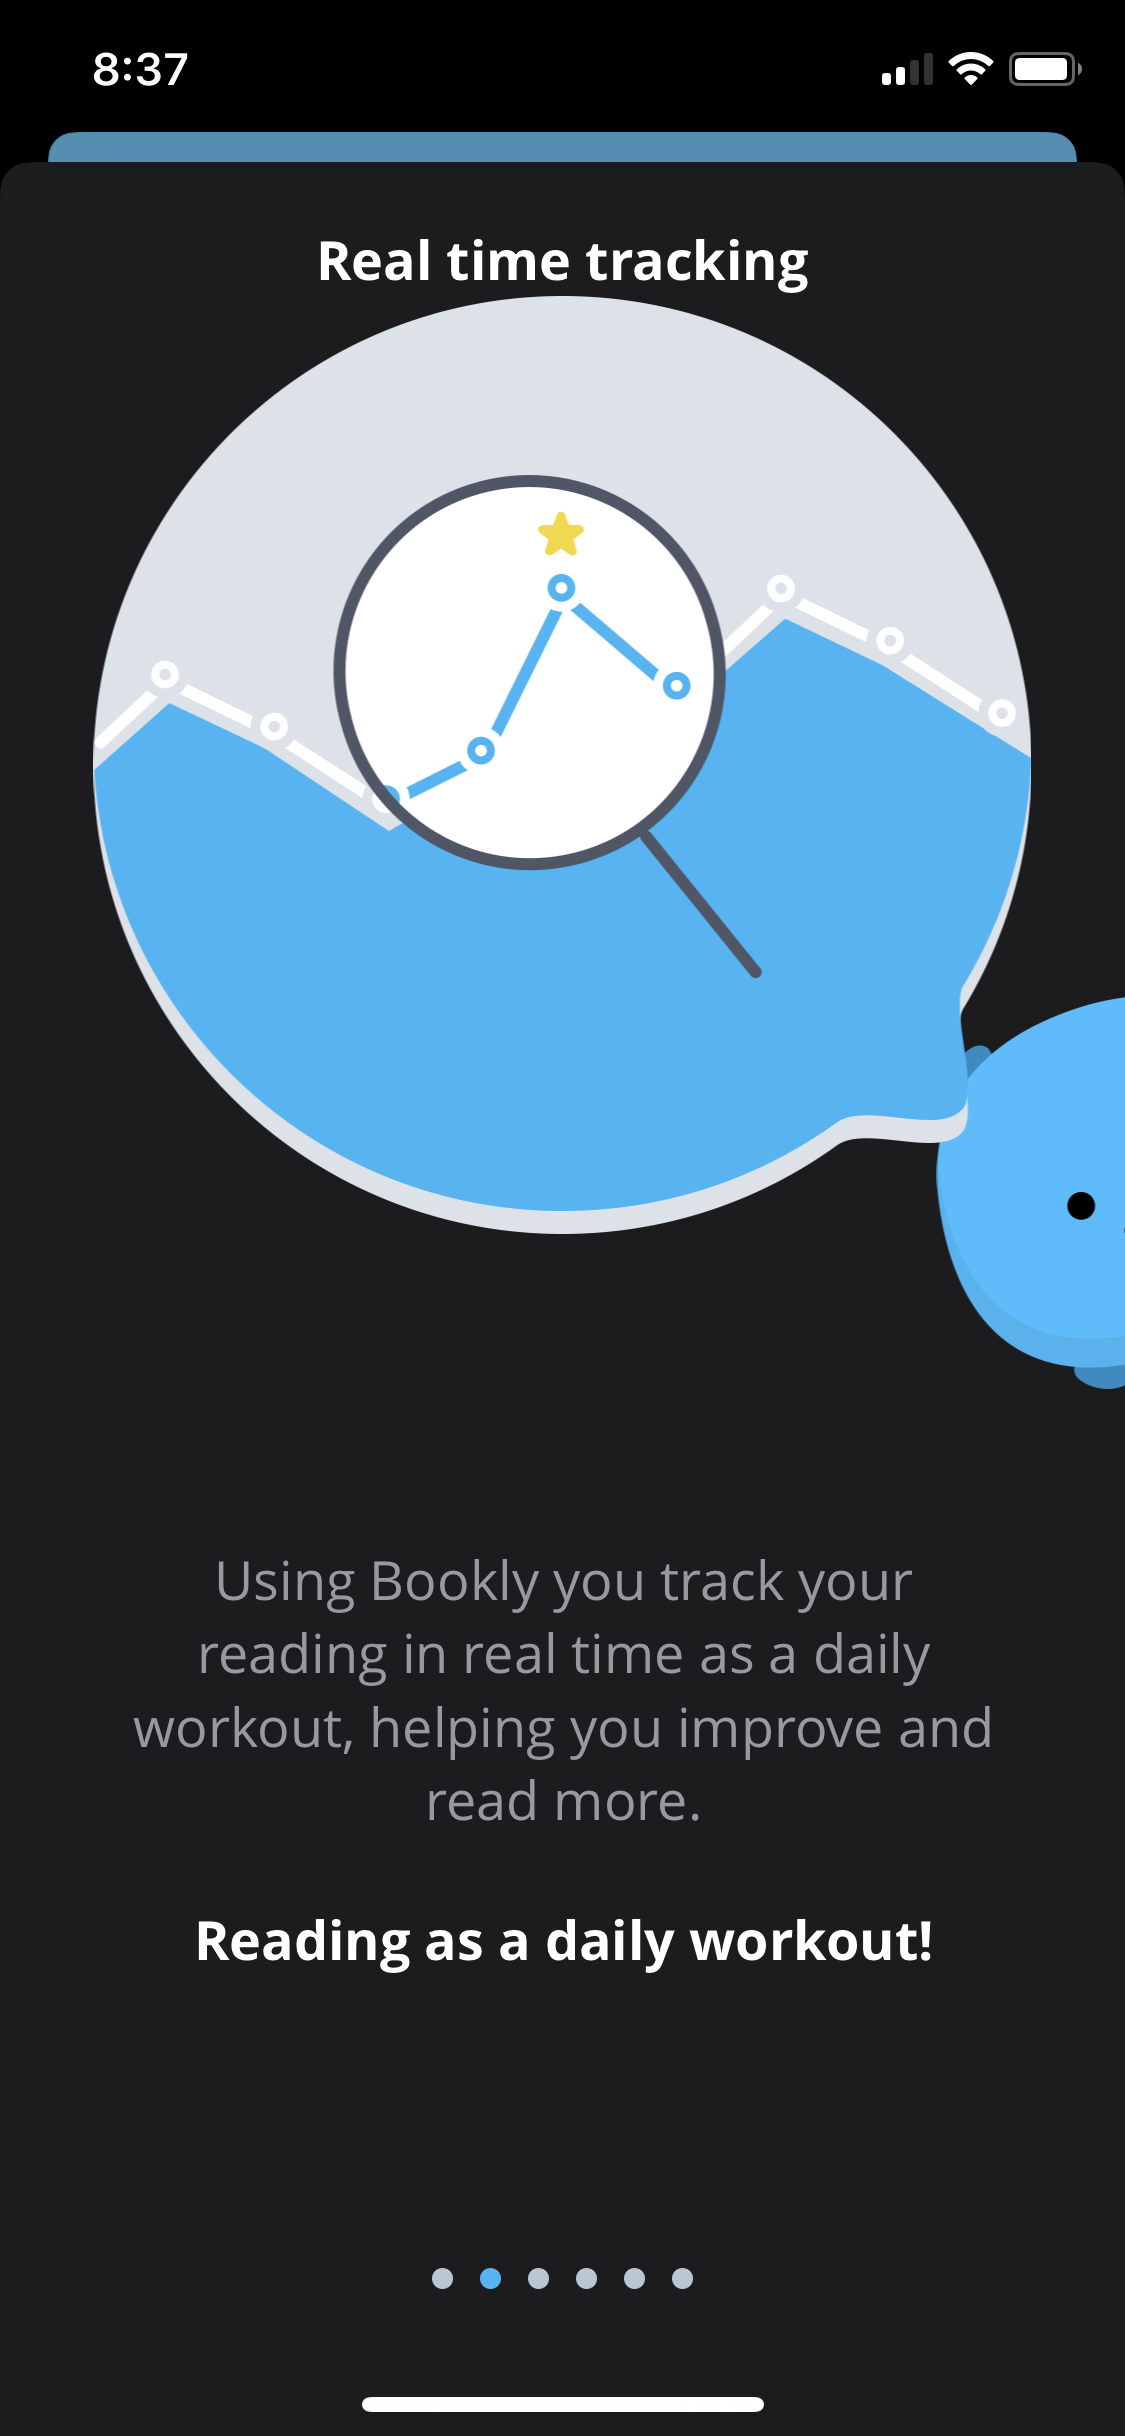 8:37
Real time tracking
Using Bookly you track your
reading in real time as a daily
workout, helping you improve and
read more.
Reading as a daily workout!